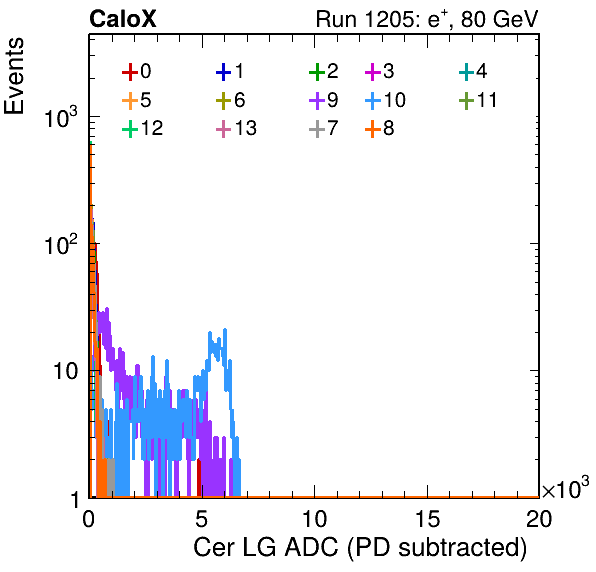 CaloX Run 1205: e⁺, 80 GeV
Events
0 1 2 3 4
5 6 9 10 11
12 13 7 8
10³
10²
10
1
0 5 10 15 20 ×10³
Cer LG ADC (PD subtracted)